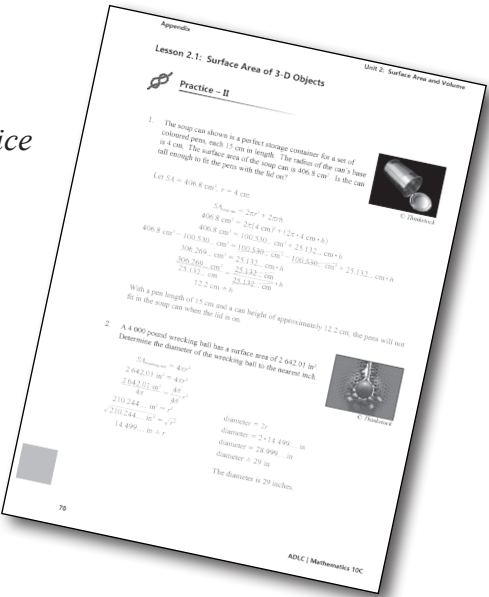 ice
Appendix
Unit 2: Surface Area and Volume
Lesson 2.1: Surface Area of 3-D Objects
Practice – II
1. The soup can shown is a perfect storage container for a set of
coloured pens, each 15 cm in length. The radius of the can's base
is 4 cm. The surface area of the soup can is 406.8 cm². Is the can
tall enough to fit the pens with the lid on?
© Thinkstock
Let SA = 406.8 cm², r = 4 cm
= 2πr² + 2πrh
406.8 cm² = 2π(4 cm)² + (2π·4 cm·h)
406.8 cm² = 100.530... cm² + 25.132... cm·h
406.8 cm² − 100.530... cm² = 100.530... cm² − 100.530... cm² + 25.132... cm·h
306.269... cm² = 25.132... cm·h
306.269... cm² = 25.132... cm ·h
25.132... cm 25.132... cm
12.2 cm ≐ h
With a pen length of 15 cm and a can height of approximately 12.2 cm, the pens will not
fit in the soup can when the lid is on.
2. A 4 000 pound wrecking ball has a surface area of 2 642.01 in².
Determine the diameter of the wrecking ball to the nearest inch.
© Thinkstock
= 4πr²
2 642.01 in² = 4πr²
2 642.01 in² = 4π r²
4π 4π
210.244... in² = r²
√210.244... in² = √r²
14.499... in ≐ r
diameter = 2r
diameter = 2·14.499... in
diameter = 28.999... in
diameter ≐ 29 in
The diameter is 29 inches.
70
ADLC | Mathematics 10C